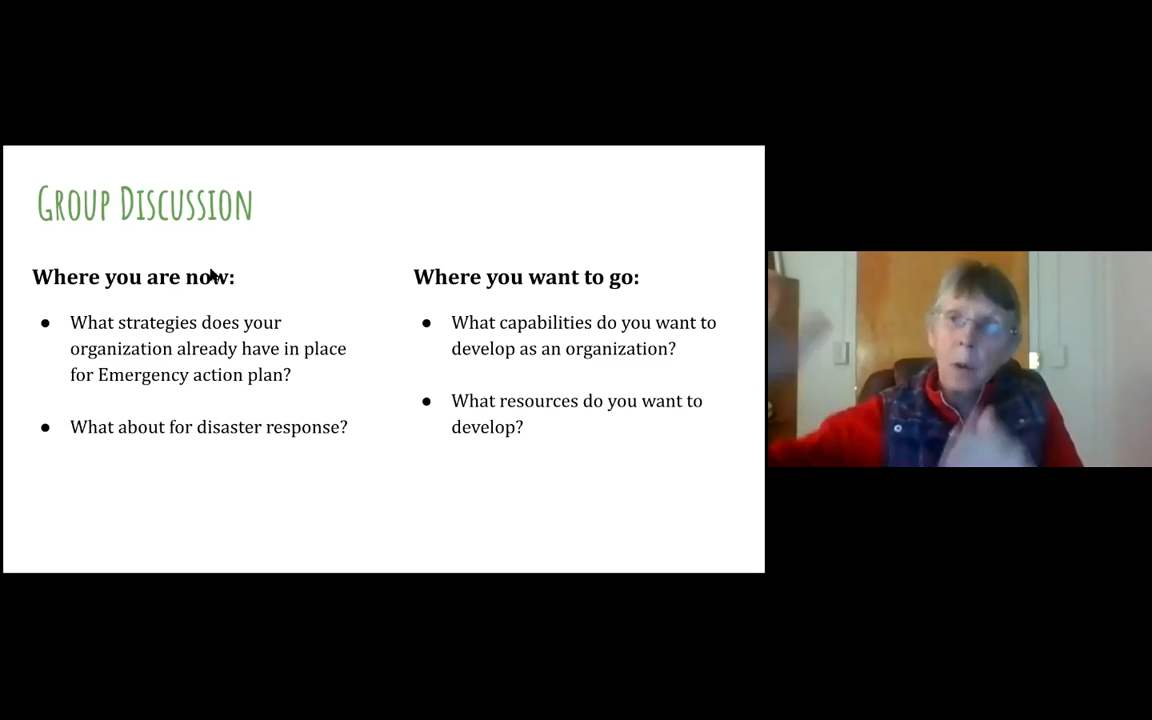 Group Discussion
Where you are now:
● What strategies does your
organization already have in place
for Emergency action plan?
● What about for disaster response?
Where you want to go:
● What capabilities do you want to
develop as an organization?
● What resources do you want to
develop?